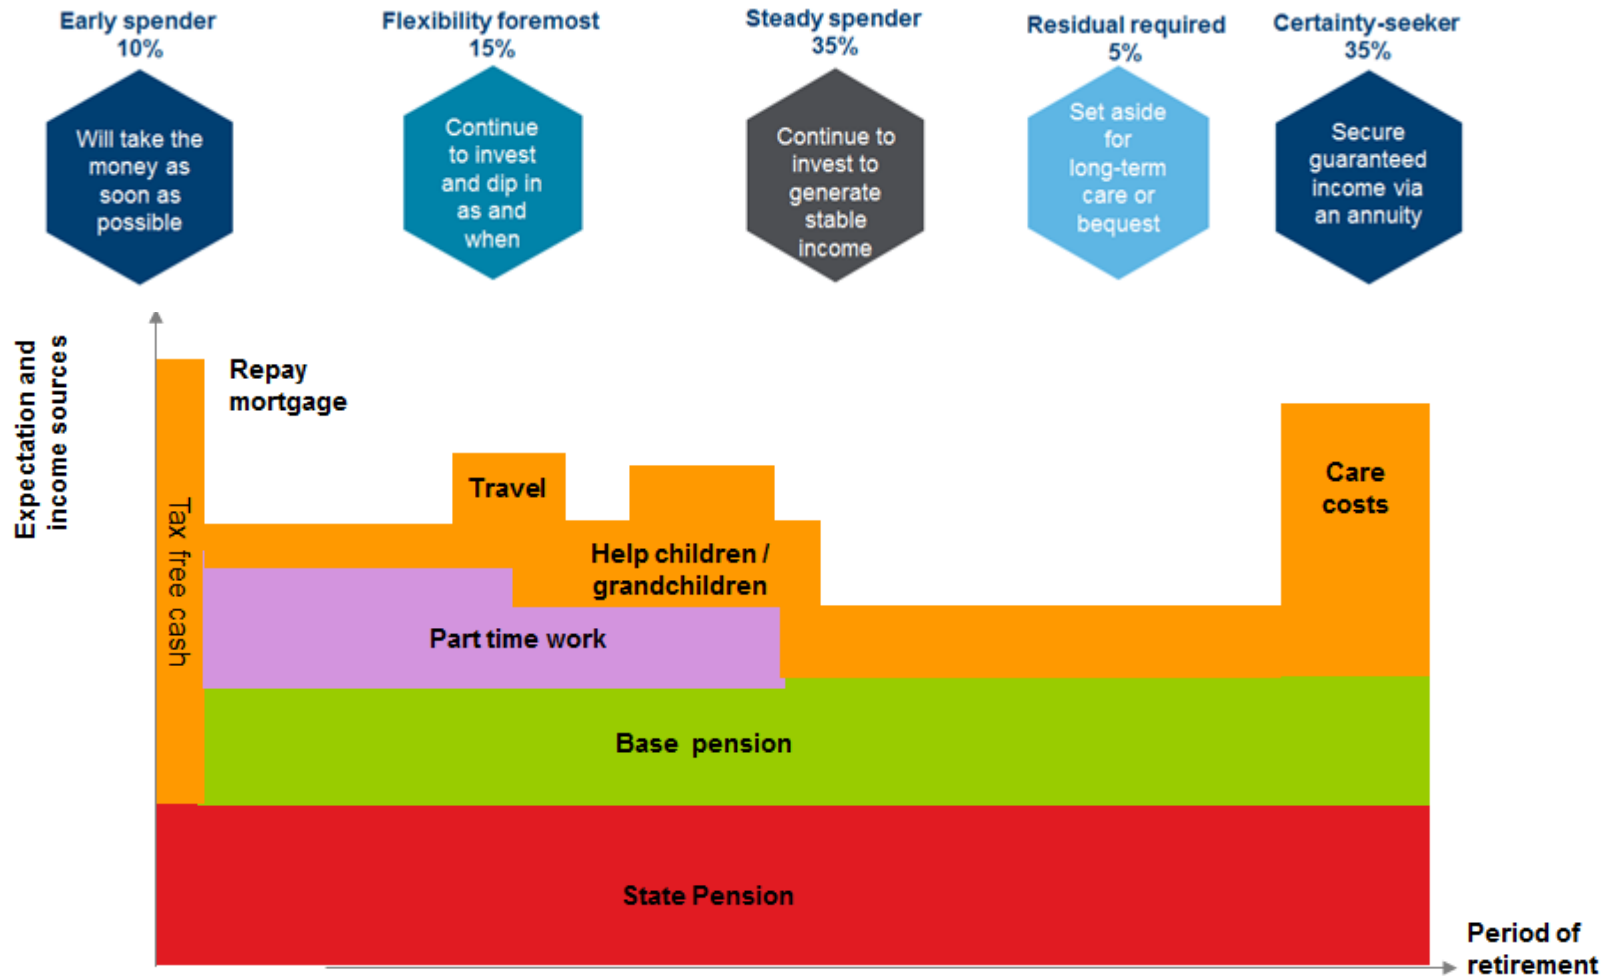 Early spender
10%
Flexibility foremost
15%
Steady spender
35%
Residual required
5%
Certainty-seeker
35%
Will take the
money as
soon as
possible
Continue
to invest
and dip in
as and
when
Continue to
invest to
generate
stable
income
Set aside
for
long-term
care or
bequest
Secure
guaranteed
income via
an annuity
Expectation and
income sources
Repay
mortgage
Tax free cash
Travel
Help children /
grandchildren
Care
costs
Part time work
Base pension
State Pension
Period of
retirement